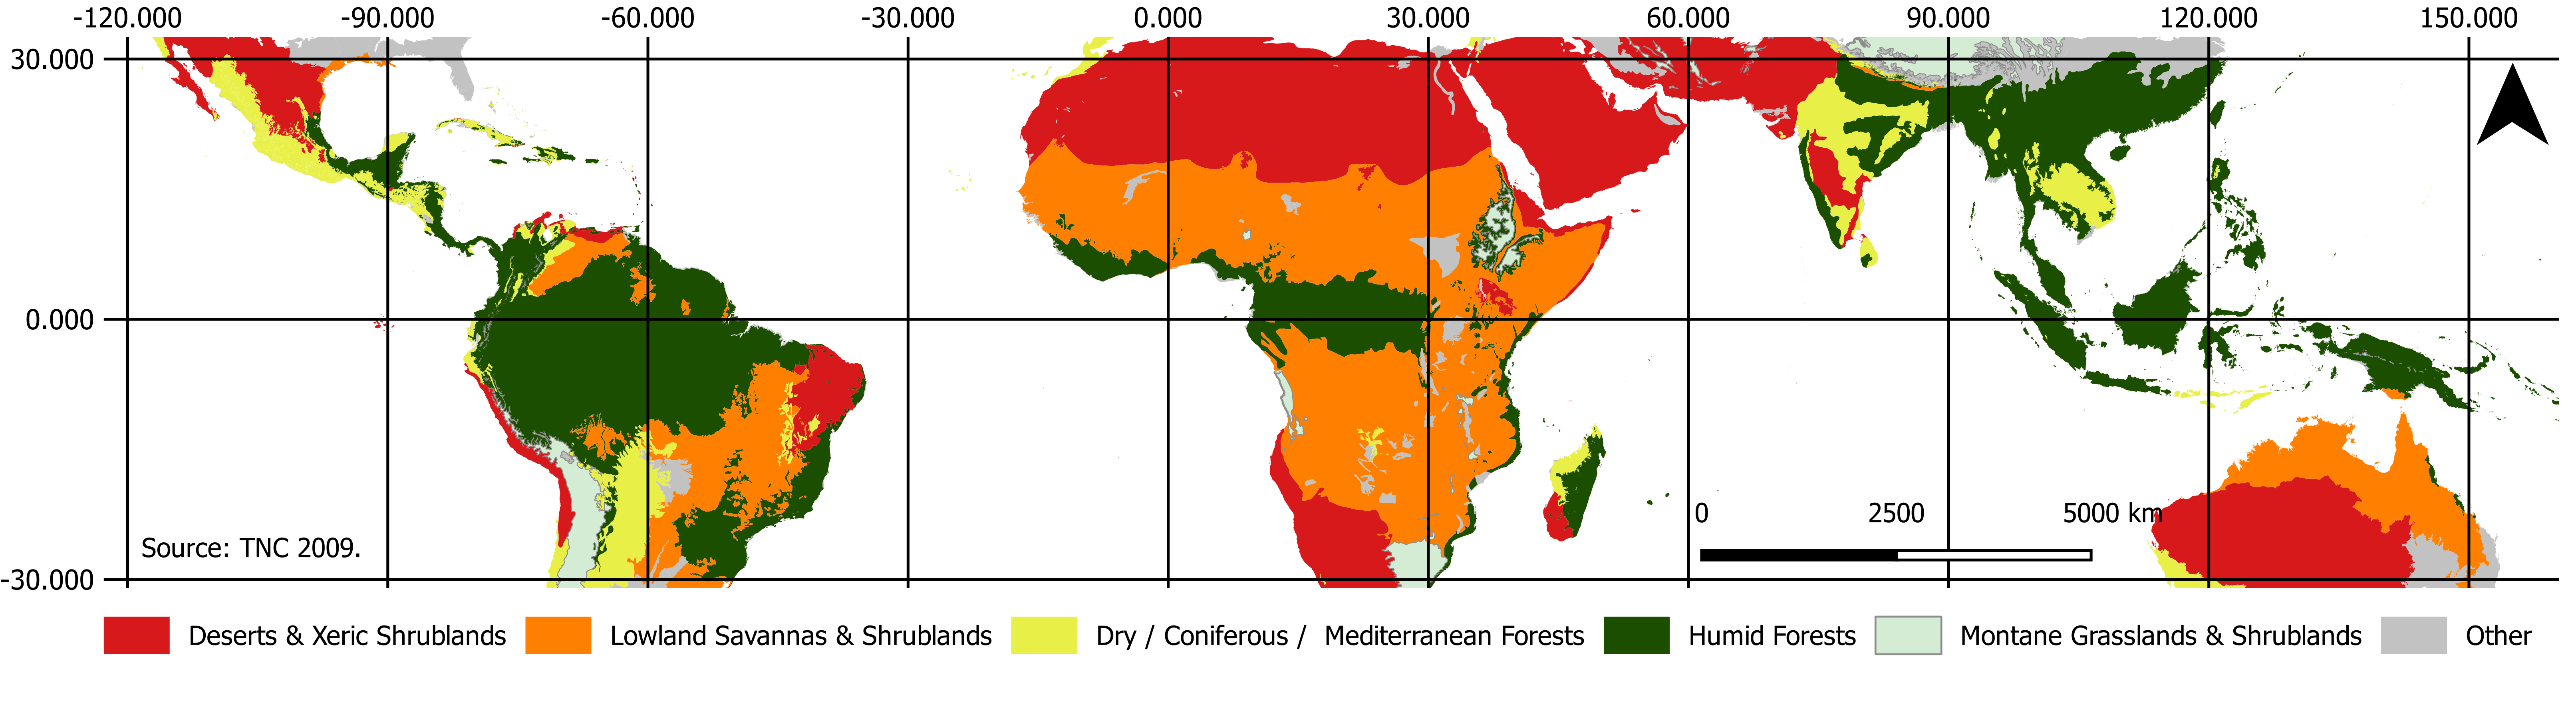 -120.000 -90.000 -60.000 -30.000 0.000 30.000 60.000 90.000 120.000 150.000
30.000
0.000
0 2500 5000 km
Source: TNC 2009.
-30.000
Deserts & Xeric Shrublands Lowland Savannas & Shrublands Dry / Coniferous / Mediterranean Forests Humid Forests Montane Grasslands & Shrublands Other